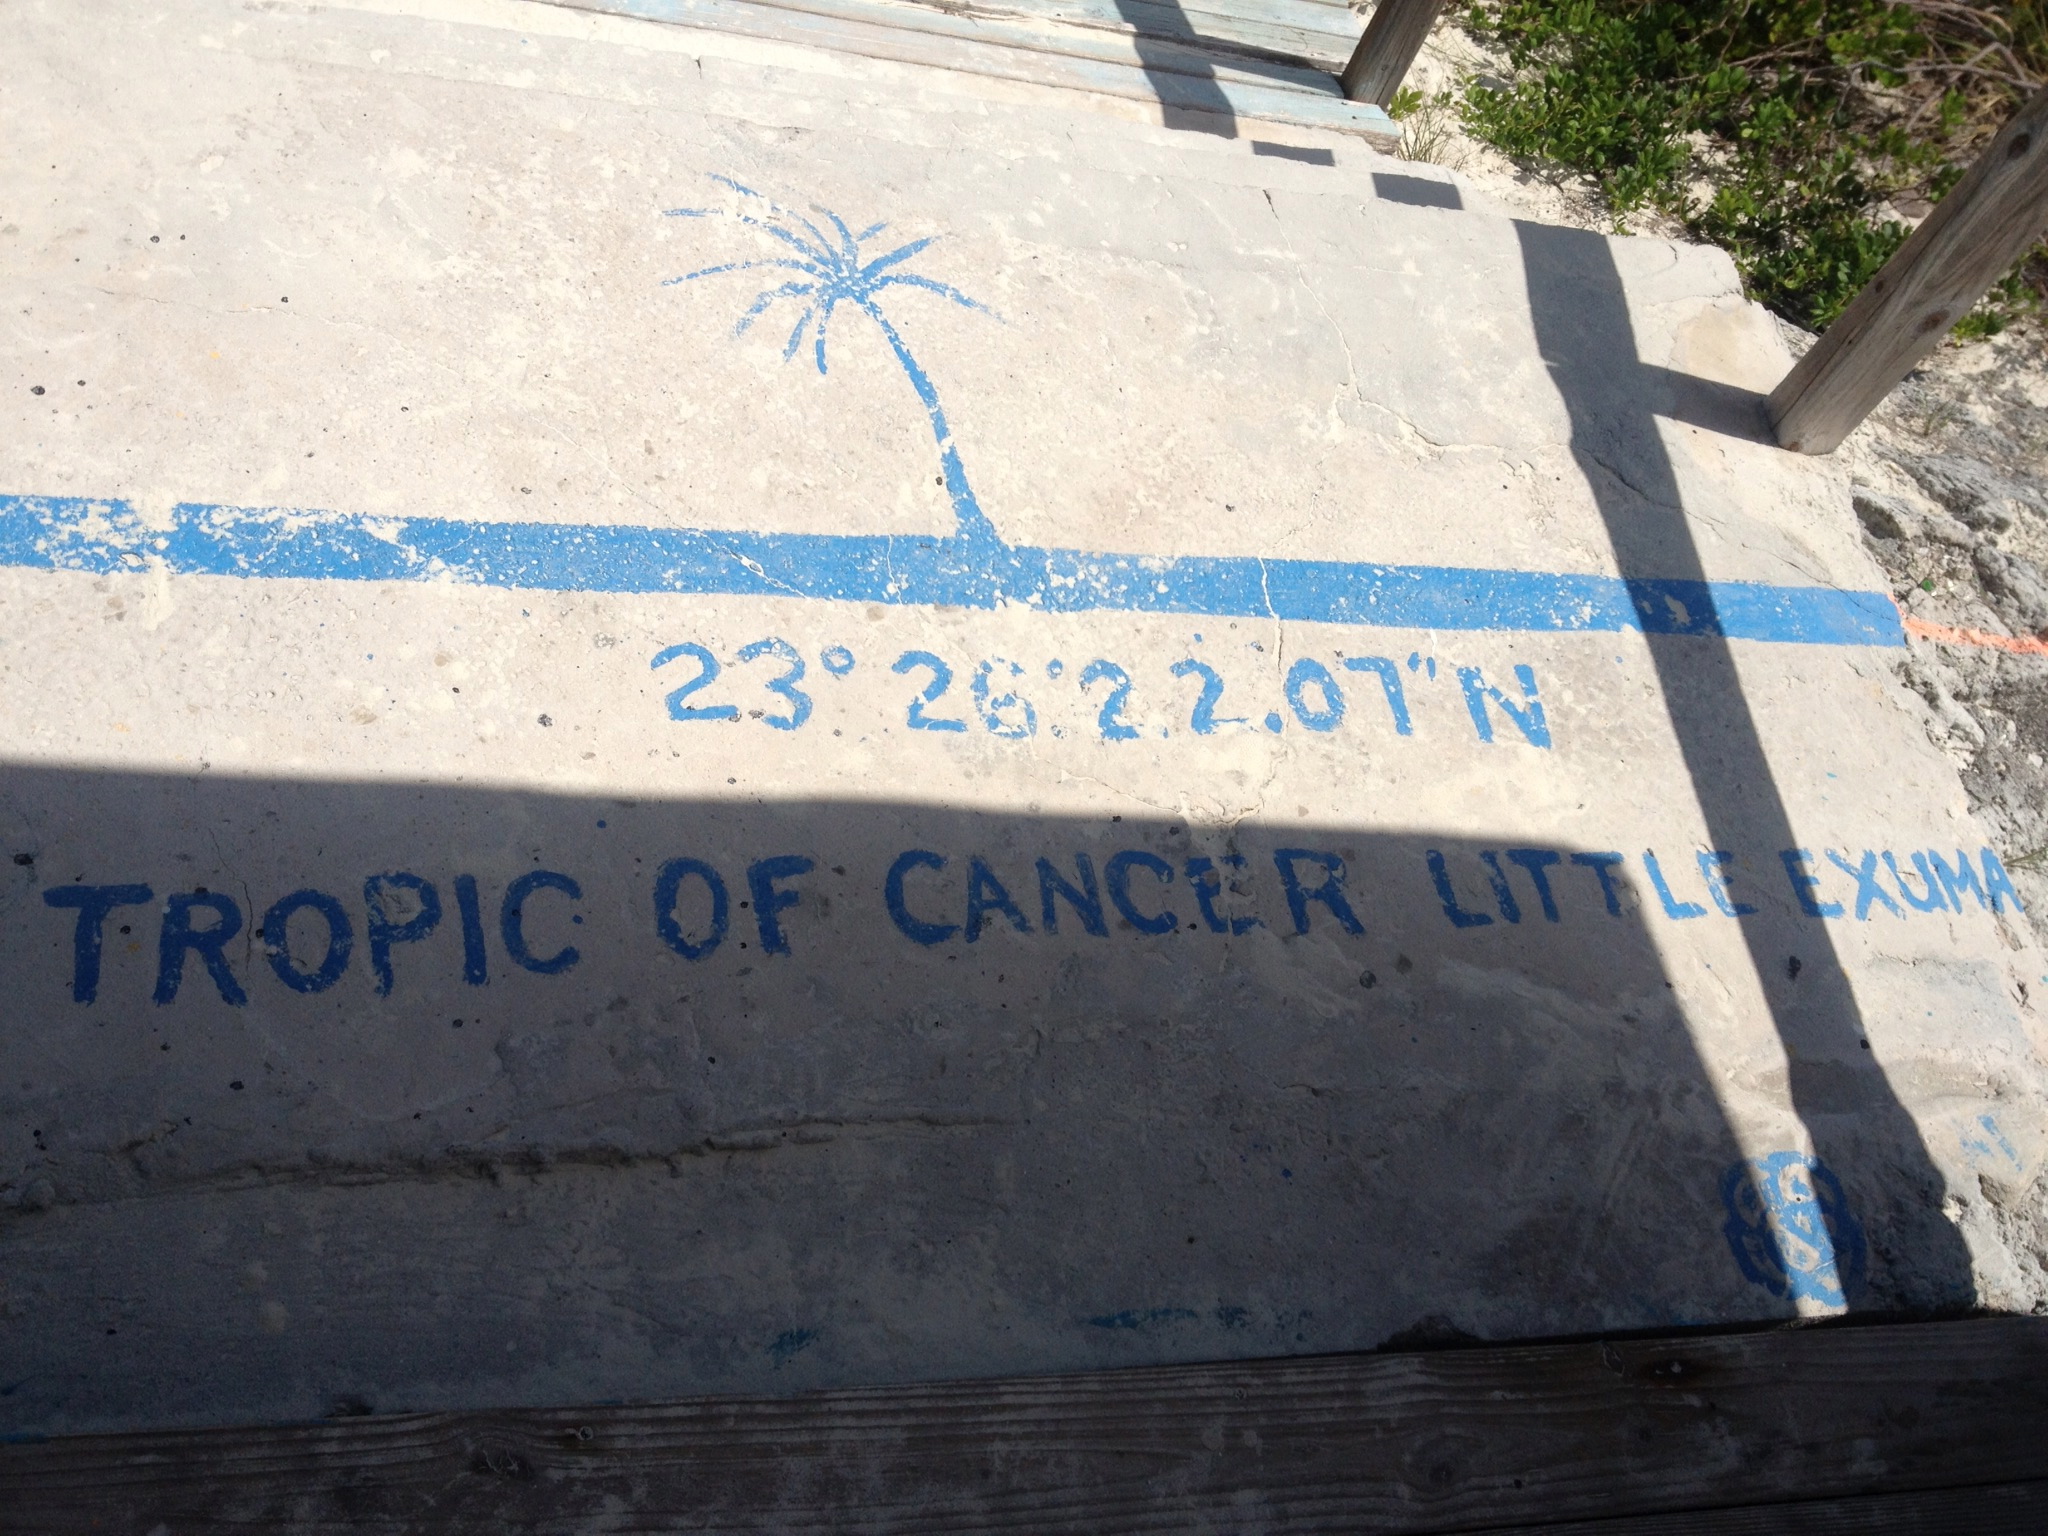 23° 26'22.07"N
TROPIC OF CANCER LITTLE EXUMA